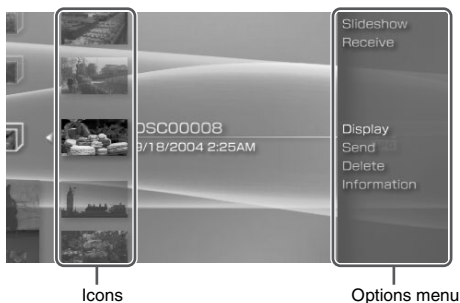 Slideshow
Receive
DSC00008
9/18/2004 2:25AM
Display
Send
Delete
Information
Icons
Options menu